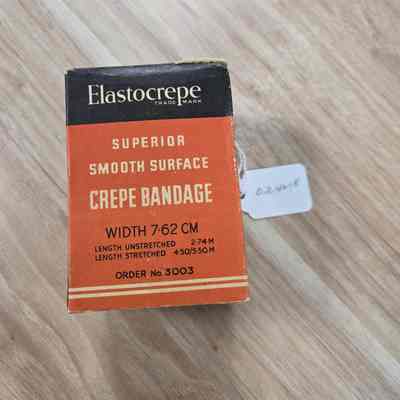 Elastocrepe
TRADE MARK
SUPERIOR
SMOOTH SURFACE
CREPE BANDAGE
WIDTH 7·62 CM
LENGTH UNSTRETCHED 2·74 M
LENGTH STRETCHED 4·50/5·50 M
ORDER No. 3003